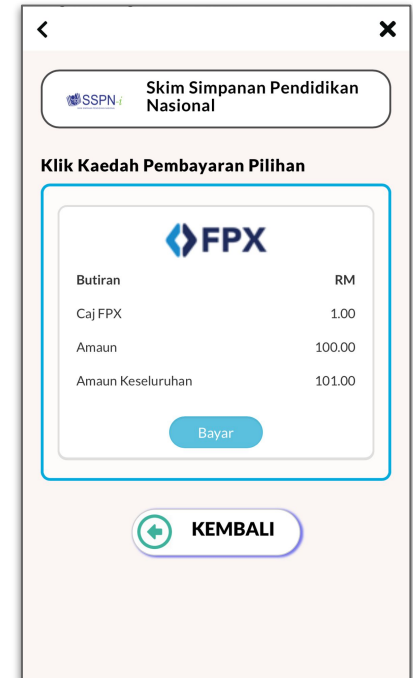 SSPN-i
Skim Simpanan Pendidikan
Nasional
Klik Kaedah Pembayaran Pilihan
FPX
Butiran RM
Caj FPX 1.00
Amaun 100.00
Amaun Keseluruhan 101.00
Bayar
KEMBALI